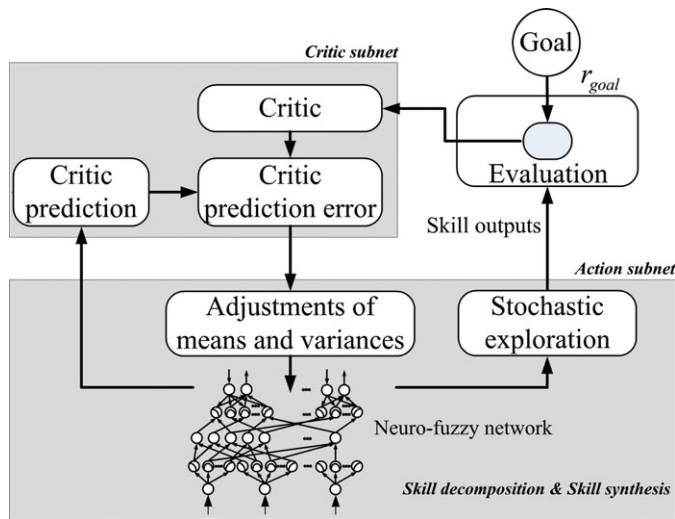 Goal
Critic subnet
r_goal
Critic
Critic
prediction
Critic
prediction error
Evaluation
Skill outputs
Action subnet
Adjustments of
means and variances
Stochastic
exploration
Neuro-fuzzy network
Skill decomposition & Skill synthesis